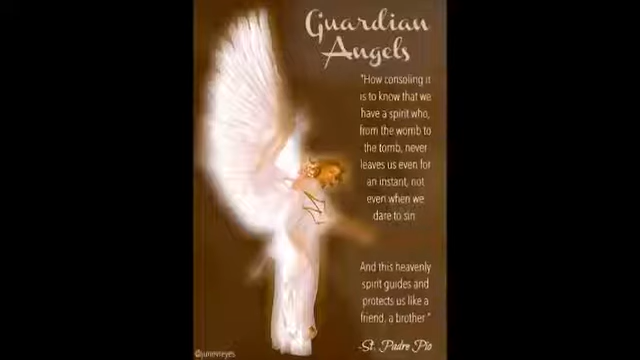 Guardian
Angels
"How consoling it
is to know that we
have a spirit who,
from the womb to
the tomb, never
leaves us even for
an instant, not
even when we
dare to sin
And this heavenly
spirit guides and
protects us like a
friend, a brother"
-St. Padre Pio